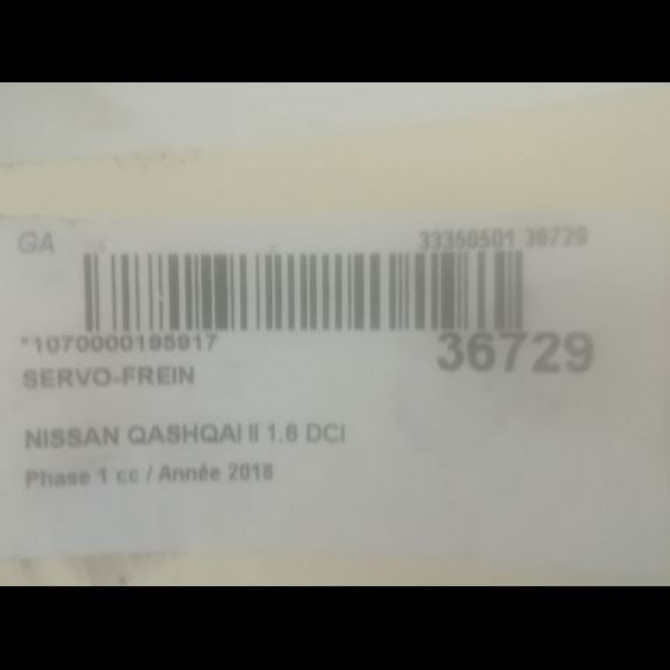 GA 33350501 36729
*1070000195917 36729
SERVO-FREIN
NISSAN QASHQAI II 1.6 DCI
Phase 1 cc / Année 2018